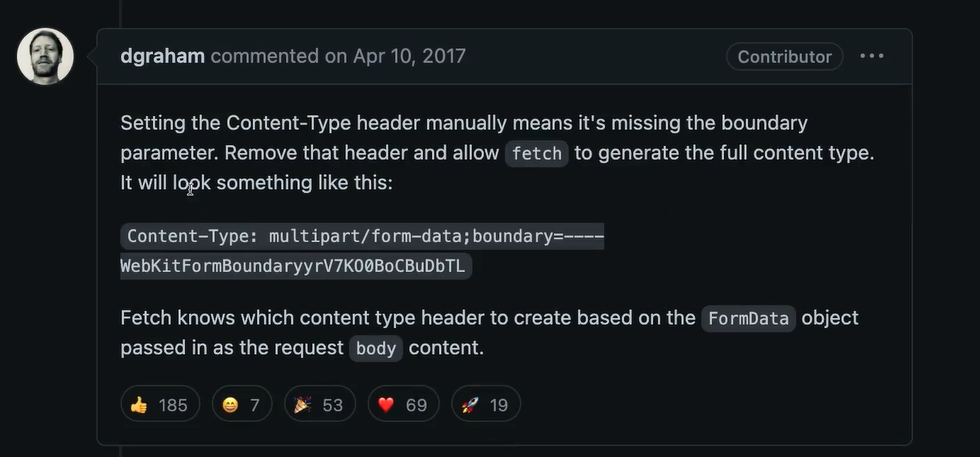 dgraham commented on Apr 10, 2017
Contributor
Setting the Content-Type header manually means it's missing the boundary
parameter. Remove that header and allow fetch to generate the full content type.
It will look something like this:
Content-Type: multipart/form-data;boundary=----
WebKitFormBoundaryyrV7KO0BoCBuDbTL
Fetch knows which content type header to create based on the FormData object
passed in as the request body content.
👍 185 😄 7 🎉 53 ❤️ 69 🚀 19